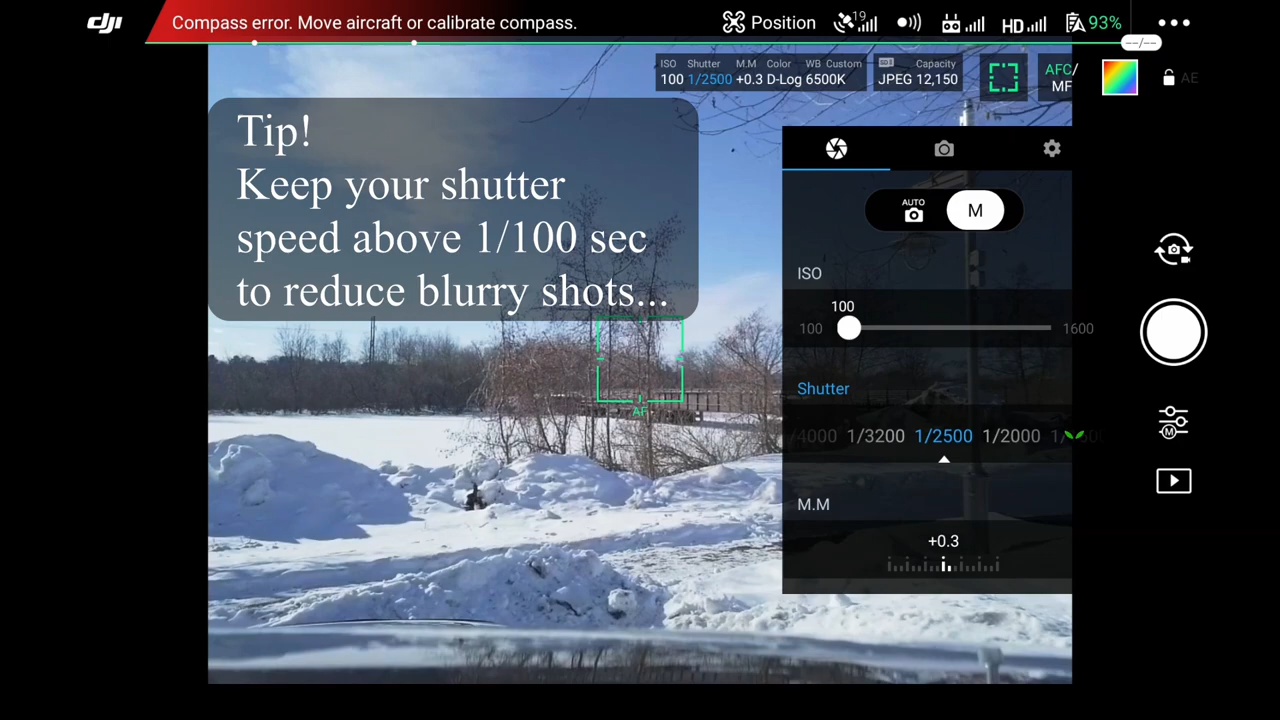 dji Compass error. Move aircraft or calibrate compass. Position 19 HD 93%
--/--
ISO Shutter M.M Color WB Custom Capacity
100 1/2500 +0.3 D-Log 6500K JPEG 12,150
AFC/
MF
AE
Tip!
Keep your shutter
speed above 1/100 sec
to reduce blurry shots...
AF
AUTO M
ISO
100
100 1600
Shutter
/4000 1/3200 1/2500 1/2000
M.M
+0.3
M